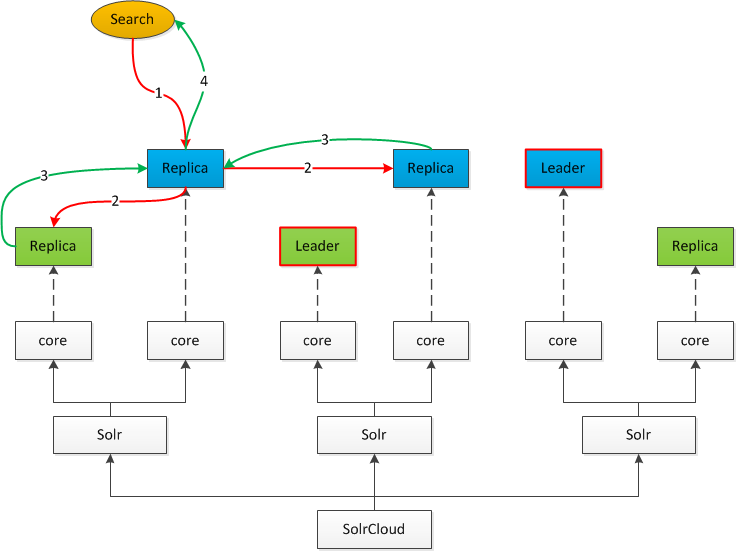 Search
1
4
3
Replica
2
Replica
Leader
3
2
Replica
Leader
Replica
core
core
core
core
core
core
Solr
Solr
Solr
SolrCloud